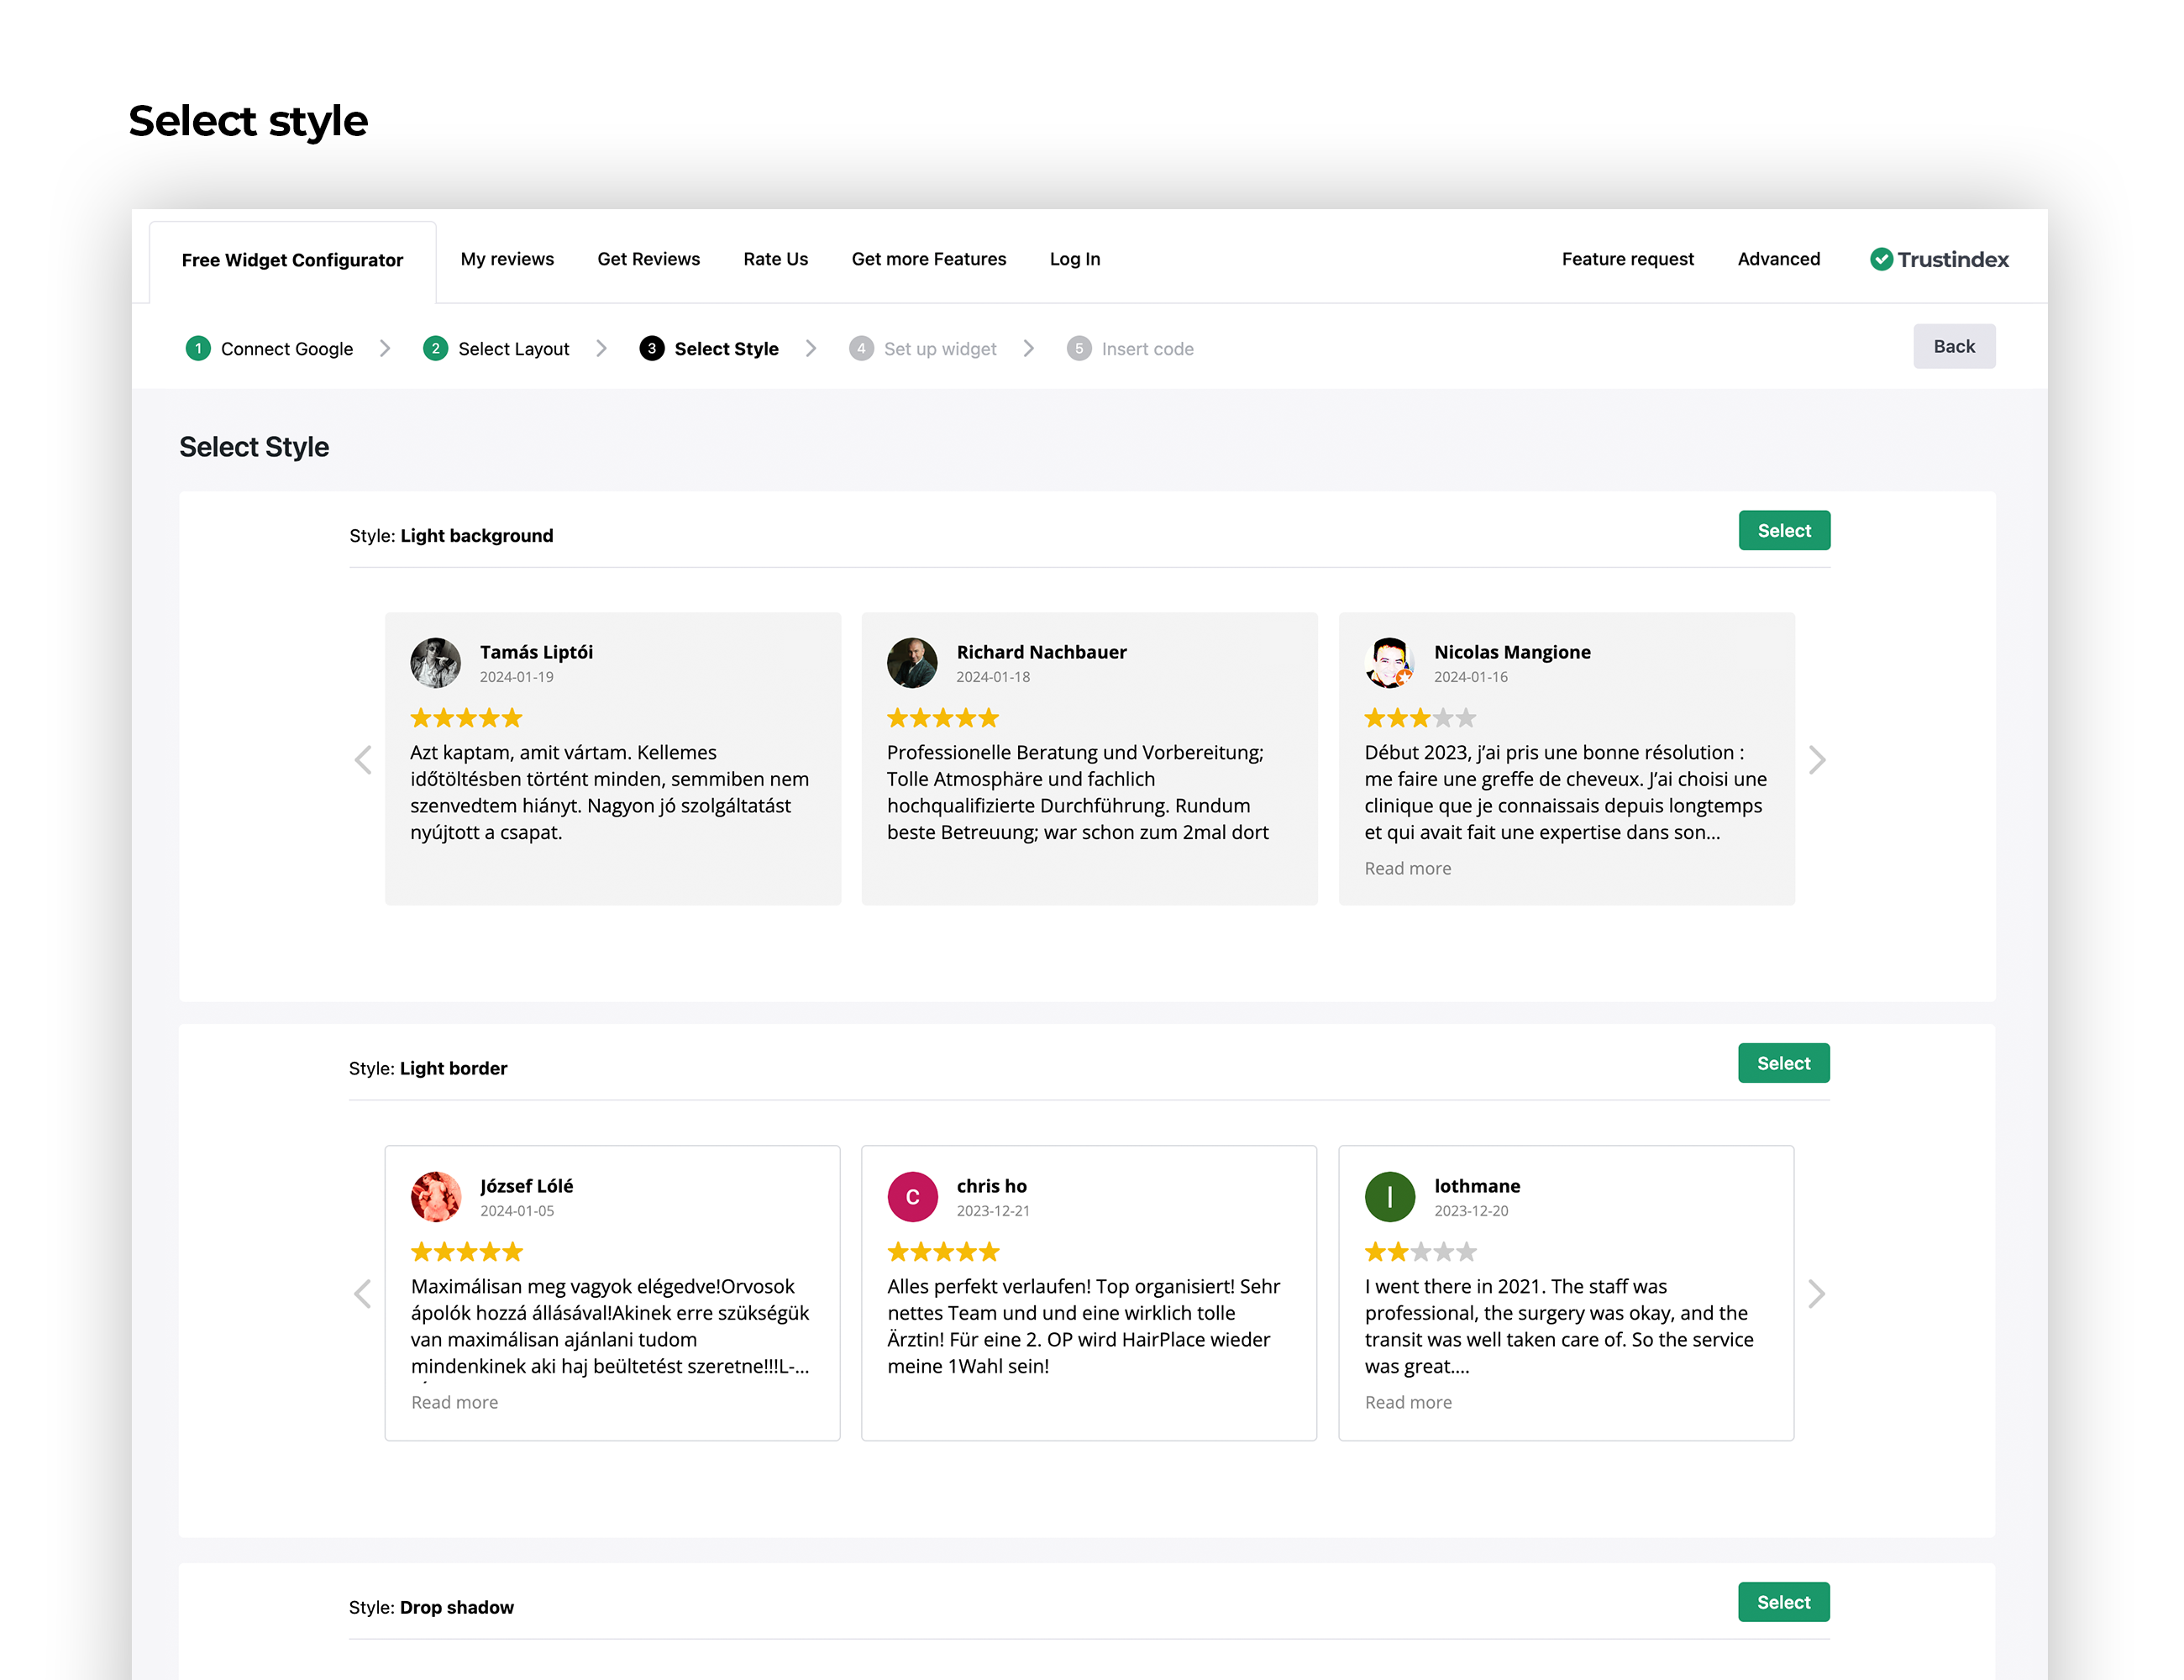 Select style
Free Widget Configurator
My reviews
Get Reviews
Rate Us
Get more Features
Log In
Feature request
Advanced
Trustindex
1 Connect Google
2 Select Layout
3 Select Style
4 Set up widget
5 Insert code
Back
Select Style
Style: Light background
Select
Tamás Liptói
2024-01-19
Azt kaptam, amit vártam. Kellemes
időtöltésben történt minden, semmiben nem
szenvedtem hiányt. Nagyon jó szolgáltatást
nyújtott a csapat.
Richard Nachbauer
2024-01-18
Professionelle Beratung und Vorbereitung;
Tolle Atmosphäre und fachlich
hochqualifizierte Durchführung. Rundum
beste Betreuung; war schon zum 2mal dort
Nicolas Mangione
2024-01-16
Début 2023, j’ai pris une bonne résolution :
me faire une greffe de cheveux. J’ai choisi une
clinique que je connaissais depuis longtemps
et qui avait fait une expertise dans son...
Read more
Style: Light border
Select
József Lólé
2024-01-05
Maximálisan meg vagyok elégedve!Orvosok
ápolók hozzá állásával!Akinek erre szükségük
van maximálisan ajánlani tudom
mindenkinek aki haj beültetést szeretne!!!L-...
Read more
C
chris ho
2023-12-21
Alles perfekt verlaufen! Top organisiert! Sehr
nettes Team und und eine wirklich tolle
Ärztin! Für eine 2. OP wird HairPlace wieder
meine 1Wahl sein!
l
lothmane
2023-12-20
I went there in 2021. The staff was
professional, the surgery was okay, and the
transit was well taken care of. So the service
was great....
Read more
Style: Drop shadow
Select